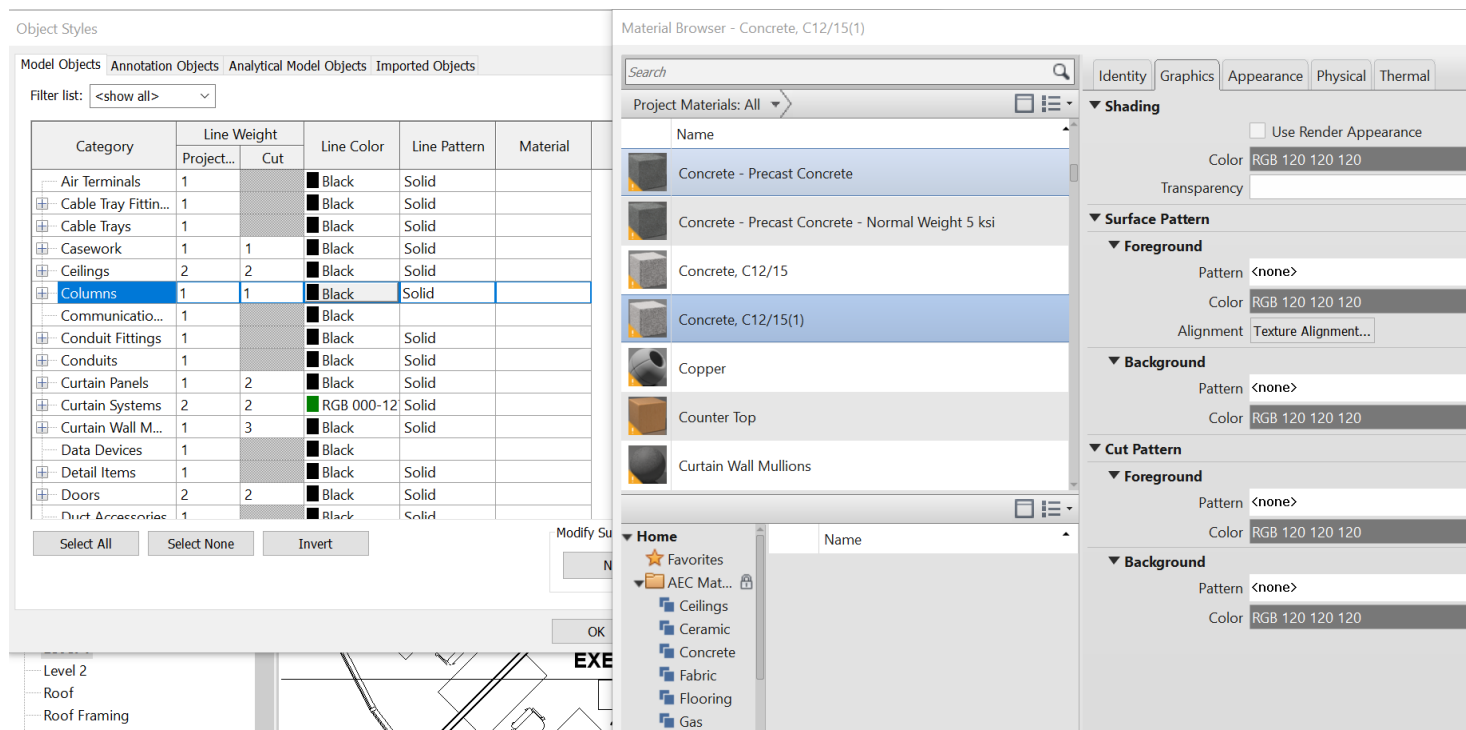 Object Styles
Model Objects Annotation Objects Analytical Model Objects Imported Objects
Filter list: <show all>
Category Line Weight Line Color Line Pattern Material
Project... Cut
Air Terminals 1 Black Solid
Cable Tray Fittin... 1 Black Solid
Cable Trays 1 Black Solid
Casework 1 1 Black Solid
Ceilings 2 2 Black Solid
Columns 1 1 Black Solid
Communicatio... 1 Black
Conduit Fittings 1 Black Solid
Conduits 1 Black Solid
Curtain Panels 1 2 Black Solid
Curtain Systems 2 2 RGB 000-12 Solid
Curtain Wall M... 1 3 Black Solid
Data Devices 1 Black
Detail Items 1 Black Solid
Doors 2 2 Black Solid
Duct Accessories 1 Black Solid
Select All Select None Invert
Modify Su
N
OK
Level 2
Roof
Roof Framing
EXE
Material Browser - Concrete, C12/15(1)
Search
Project Materials: All
Name
Concrete - Precast Concrete
Concrete - Precast Concrete - Normal Weight 5 ksi
Concrete, C12/15
Concrete, C12/15(1)
Copper
Counter Top
Curtain Wall Mullions
Home
Favorites
AEC Mat...
Ceilings
Ceramic
Concrete
Fabric
Flooring
Gas
Name
Identity Graphics Appearance Physical Thermal
Shading
Use Render Appearance
Color RGB 120 120 120
Transparency
Surface Pattern
Foreground
Pattern <none>
Color RGB 120 120 120
Alignment Texture Alignment...
Background
Pattern <none>
Color RGB 120 120 120
Cut Pattern
Foreground
Pattern <none>
Color RGB 120 120 120
Background
Pattern <none>
Color RGB 120 120 120